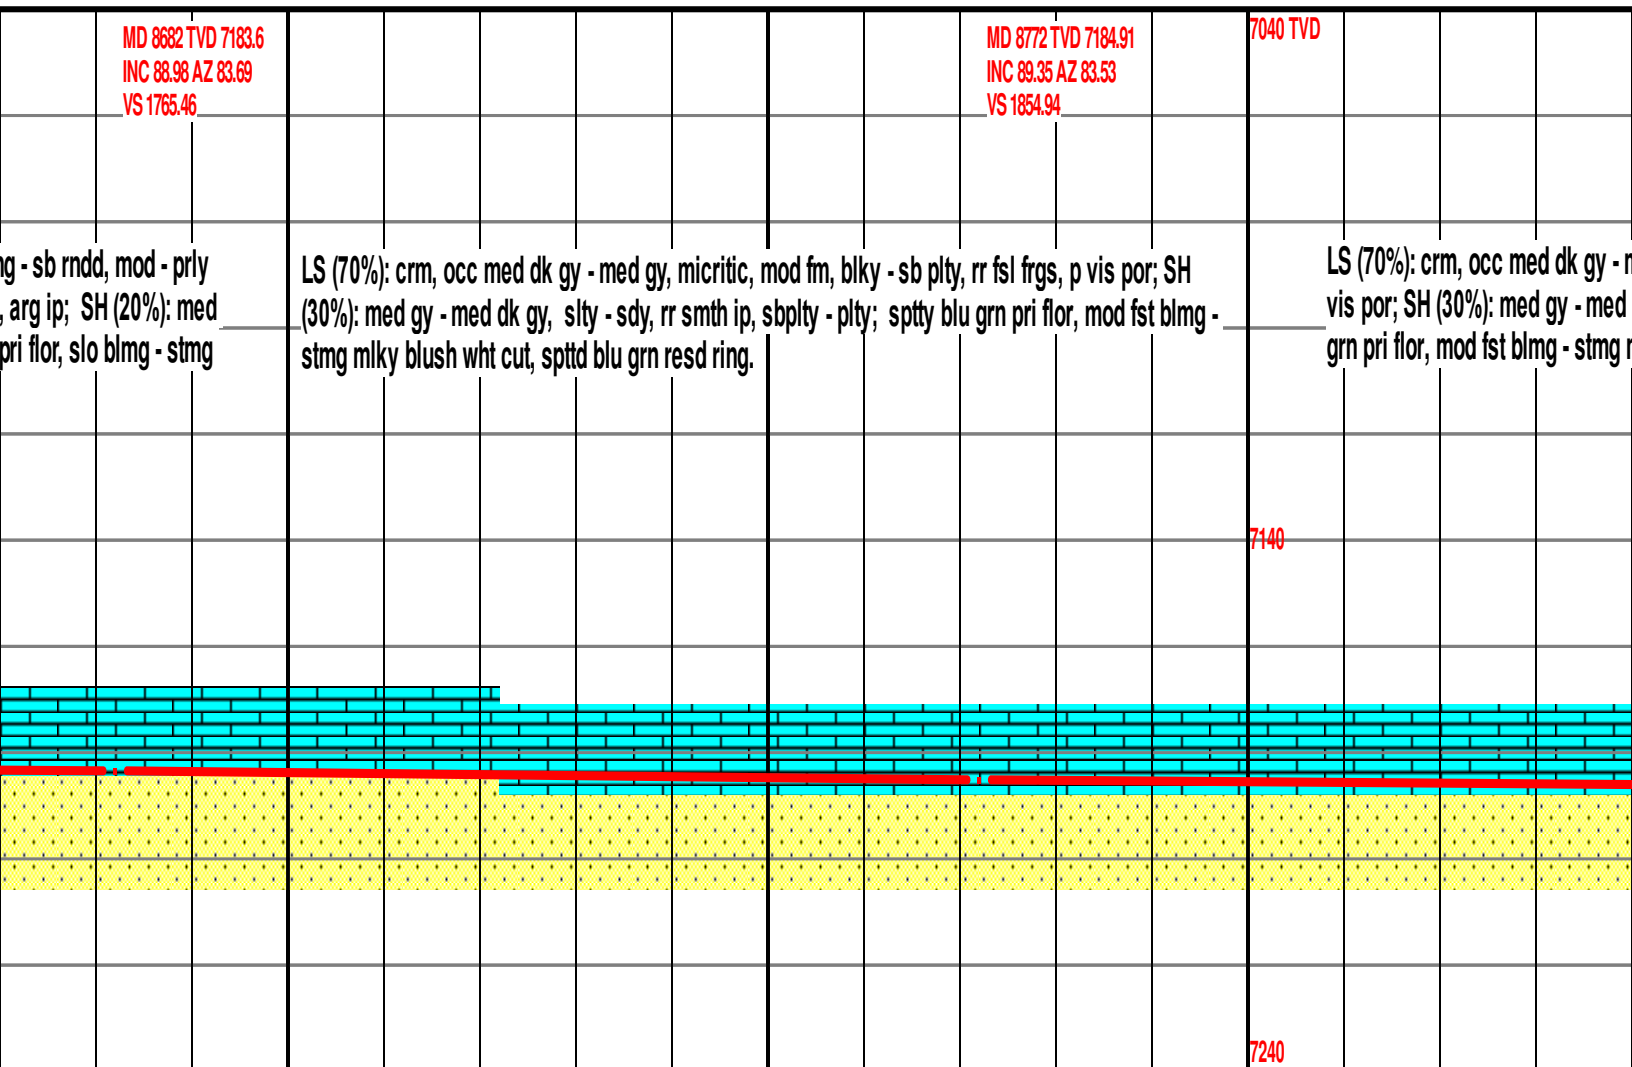 MD 8682 TVD 7183.6
INC 88.98 AZ 83.69
VS 1765.46
MD 8772 TVD 7184.91
INC 89.35 AZ 83.53
VS 1854.94
7040 TVD
- sb rndd, mod - prly
, arg ip; SH (20%): med
pri flor, slo blmg - stmg
LS (70%): crm, occ med dk gy - med gy, micritic, mod fm, blky - sb plty, rr fsl frgs, p vis por; SH
(30%): med gy - med dk gy, slty - sdy, rr smth ip, sbplty - plty; sptty blu grn pri flor, mod fst blmg -
stmg mlky blush wht cut, spttd blu grn resd ring.
LS (70%): crm, occ med dk gy -
vis por; SH (30%): med gy - med
grn pri flor, mod fst blmg - stmg
7140
7240